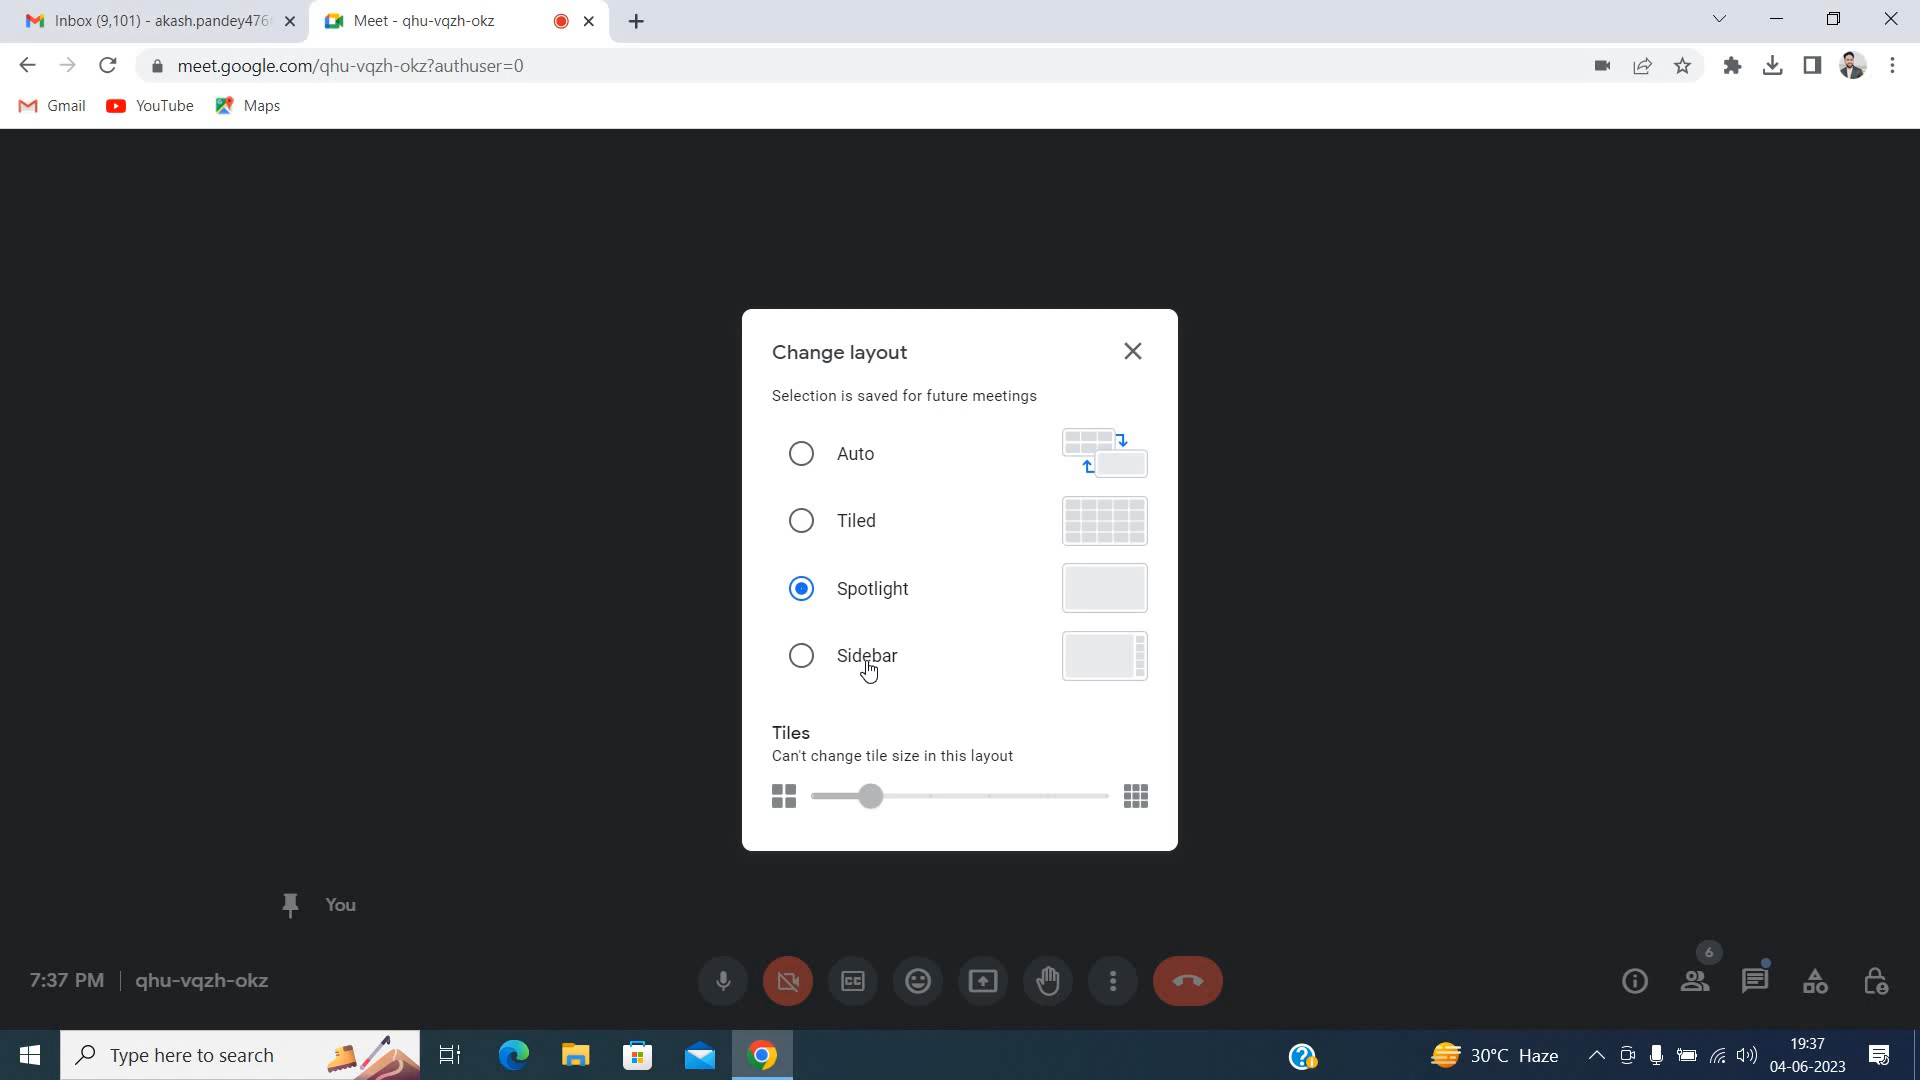 Inbox (9,101) - akash.pandey476
Meet - qhu-vqzh-okz
meet.google.com/qhu-vqzh-okz?authuser=0
Gmail
YouTube
Maps
Change layout
Selection is saved for future meetings
Auto
Tiled
Spotlight
Sidebar
Tiles
Can't change tile size in this layout
You
7:37 PM | qhu-vqzh-okz
CC
6
Type here to search
30°C Haze
19:37
04-06-2023